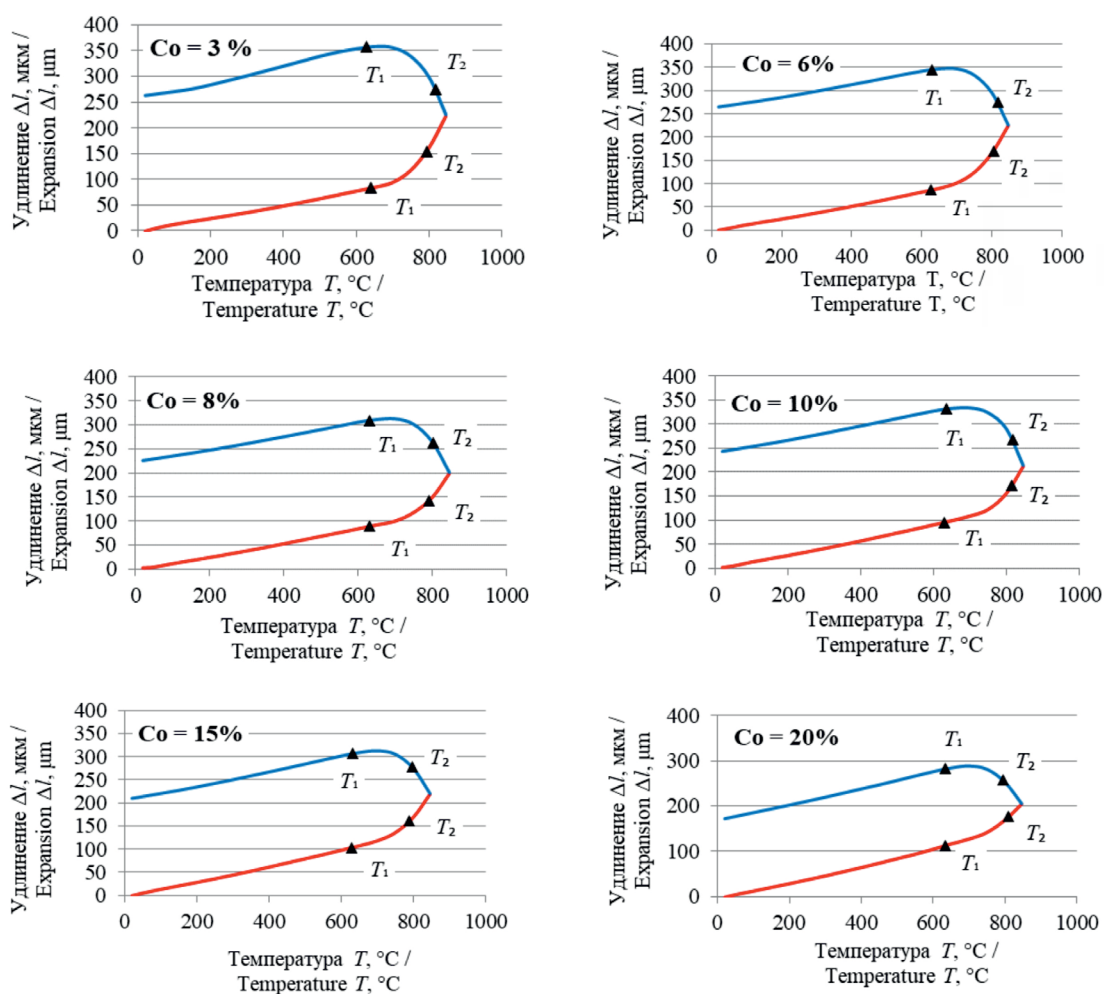 Удлинение Δl, мкм /
Expansion Δl, μm
400
350
300
250
200
150
100
50
0
Co = 3 %
T₁
T₂
T₂
T₁
0 200 400 600 800 1000
Температура T, °C /
Temperature T, °C
Удлинение Δl, мкм /
Expansion Δl, μm
400
350
300
250
200
150
100
50
0
Co = 6%
T₁
T₂
T₂
T₁
0 200 400 600 800 1000
Температура T, °C /
Temperature T, °C
Удлинение Δl, мкм /
Expansion Δl, μm
400
350
300
250
200
150
100
50
0
Co = 8%
T₁
T₂
T₂
T₁
0 200 400 600 800 1000
Температура T, °C /
Temperature T, °C
Удлинение Δl, мкм /
Expansion Δl, μm
400
350
300
250
200
150
100
50
0
Co = 10%
T₁
T₂
T₂
T₁
0 200 400 600 800 1000
Температура T, °C /
Temperature T, °C
Удлинение Δl, мкм /
Expansion Δl, μm
400
350
300
250
200
150
100
50
0
Co = 15%
T₁
T₂
T₂
T₁
0 200 400 600 800 1000
Температура T, °C /
Temperature T, °C
Удлинение Δl, мкм /
Expansion Δl, μm
400
300
200
100
0
Co = 20%
T₁
T₂
T₂
T₁
0 200 400 600 800 1000
Температура T, °C /
Temperature T, °C